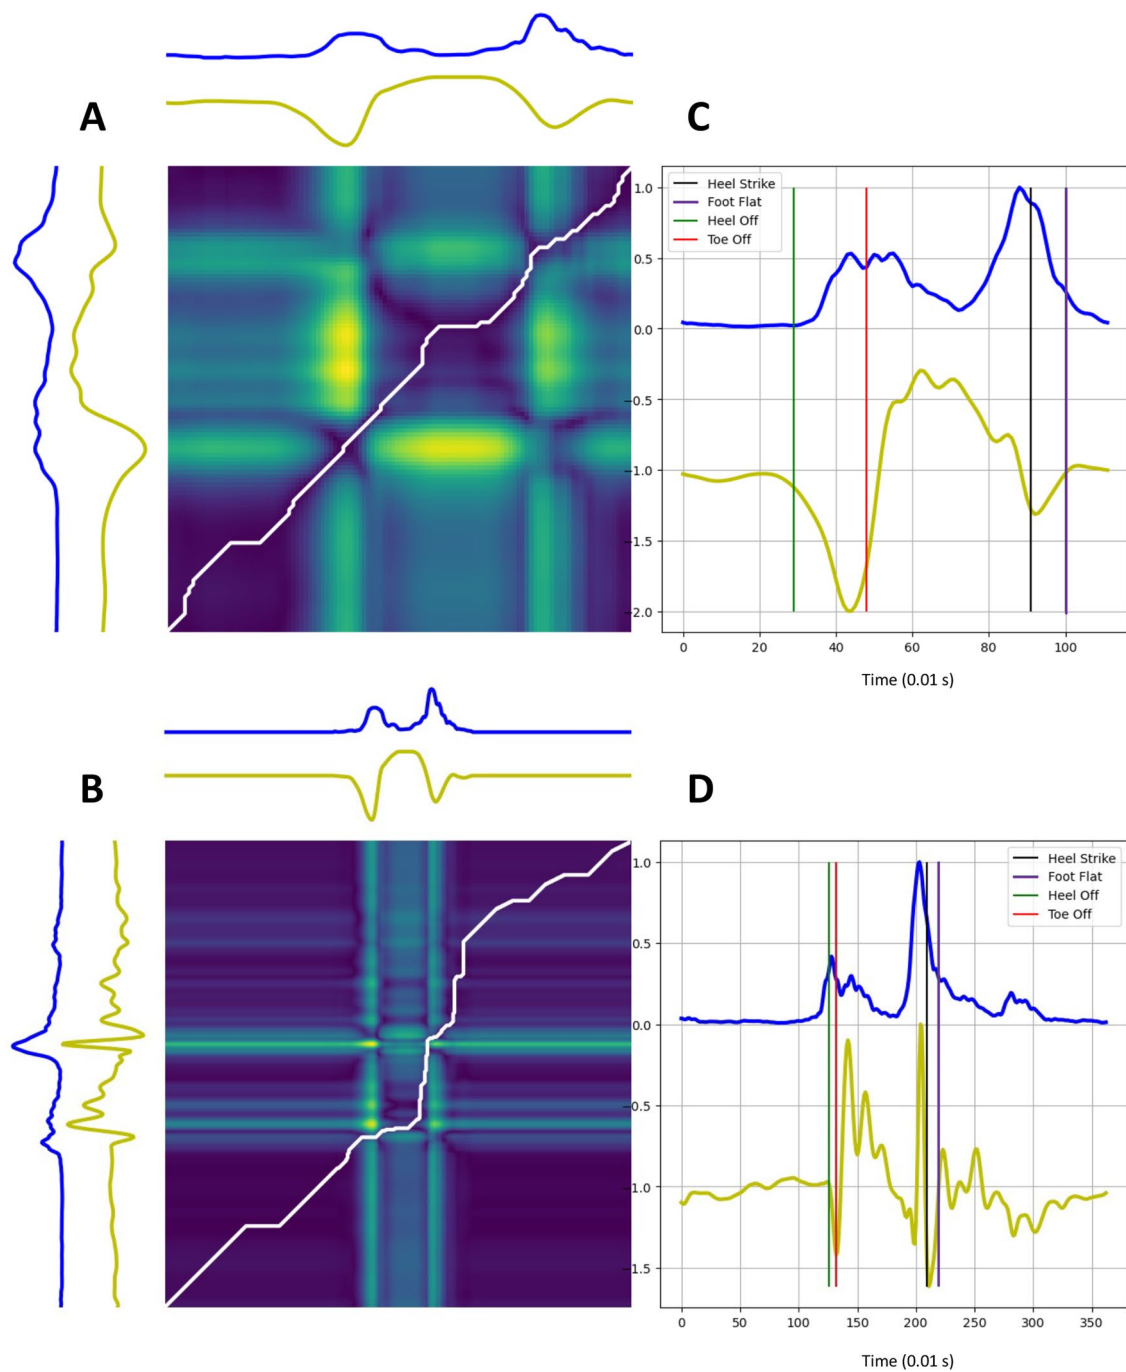 A
C
Heel Strike
Foot Flat
Heel Off
Toe Off
1.0
0.5
0.0
−0.5
−1.0
−1.5
−2.0
0 20 40 60 80 100
Time (0.01 s)
B
D
Heel Strike
Foot Flat
Heel Off
Toe Off
1.0
0.5
0.0
−0.5
−1.0
−1.5
0 50 100 150 200 250 300 350
Time (0.01 s)